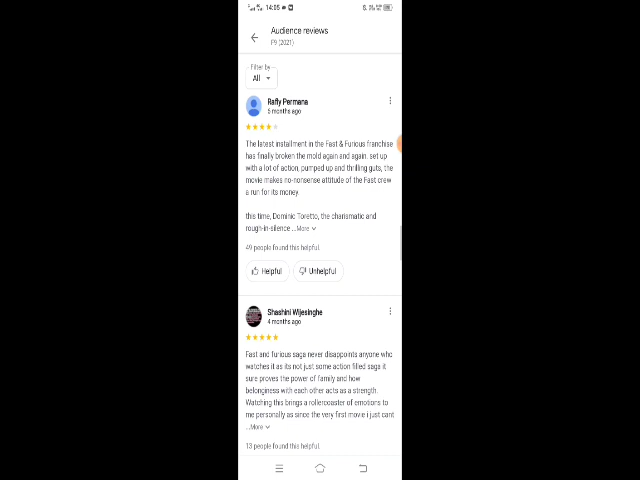 14:05
Audience reviews
F9 (2021)
Filter by
All
Rafly Permana
5 months ago
The latest installment in the Fast & Furious franchise
has finally broken the mold again and again, set up
with a lot of action, pumped up and thrilling guts, the
movie makes no-nonsense attitude of the Fast crew
a run for its money.
this time, Dominic Toretto, the charismatic and
rough-in-silence ...More
49 people found this helpful.
Helpful
Unhelpful
Shashini Wijesinghe
4 months ago
Fast and furious saga never disappoints anyone who
watches it as its not just some action filled saga it
sure proves the power of family and how
belonginess with each other acts as a strength.
Watching this brings a rollercoaster of emotions to
me personally as since the very first movie i just cant
...More
13 people found this helpful.